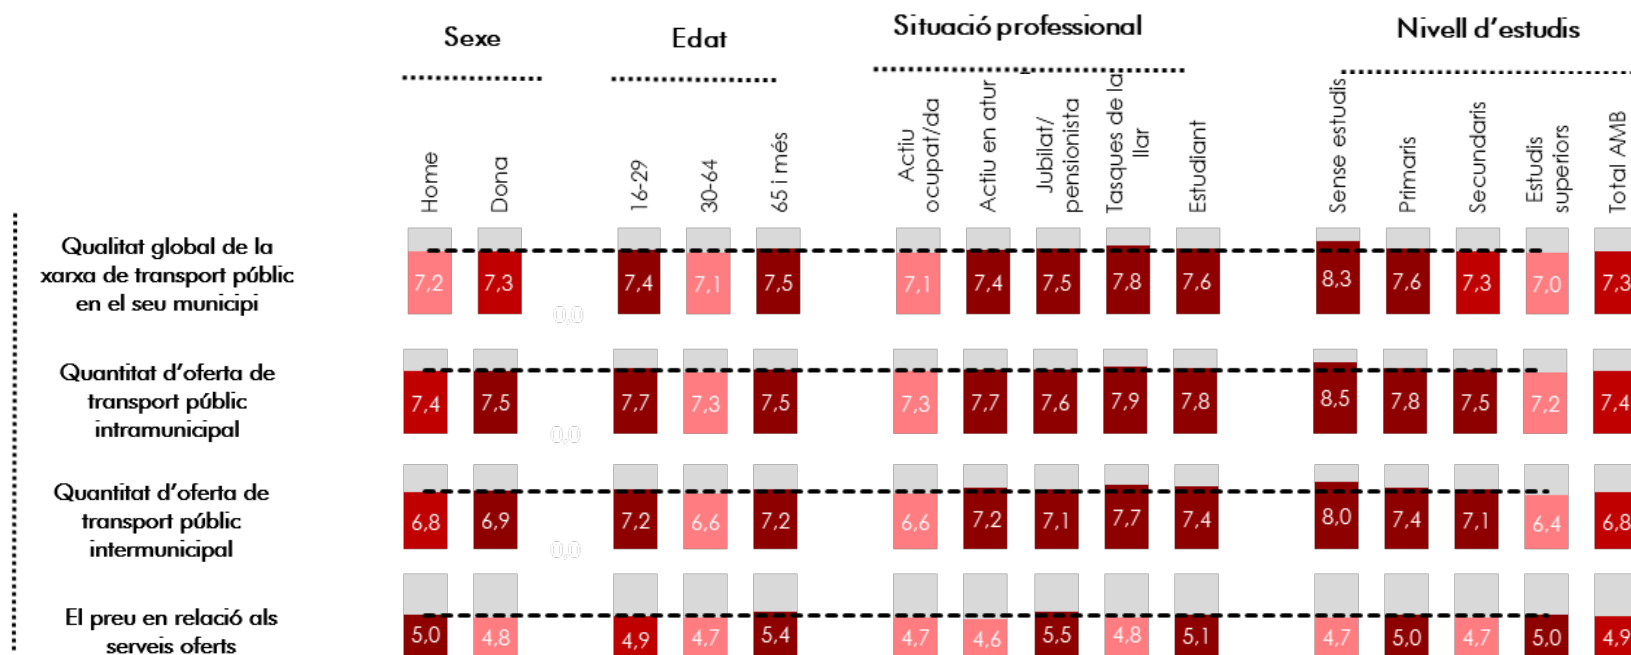 Sexe
Edat
Situació professional
Nivell d'estudis
Home
Dona
16-29
30-64
65 i més
Actiu
ocupat/da
Actiu en atur
Jubilat/
pensionista
Tasques de la
llar
Estudiant
Sense estudis
Primaris
Secundaris
Estudis
superiors
Total AMB
Qualitat global de la
xarxa de transport públic
en el seu municipi
7,2 7,3 0,0 7,4 7,1 7,5 7,1 7,4 7,5 7,8 7,6 8,3 7,6 7,3 7,0 7,3
Quantitat d'oferta de
transport públic
intramunicipal
7,4 7,5 0,0 7,7 7,3 7,5 7,3 7,7 7,6 7,9 7,8 8,5 7,8 7,5 7,2 7,4
Quantitat d'oferta de
transport públic
intermunicipal
6,8 6,9 0,0 7,2 6,6 7,2 6,6 7,2 7,1 7,7 7,4 8,0 7,4 7,1 6,4 6,8
El preu en relació als
serveis oferts
5,0 4,8 4,9 4,7 5,4 4,7 4,6 5,5 4,8 5,1 4,7 5,0 4,7 5,0 4,9